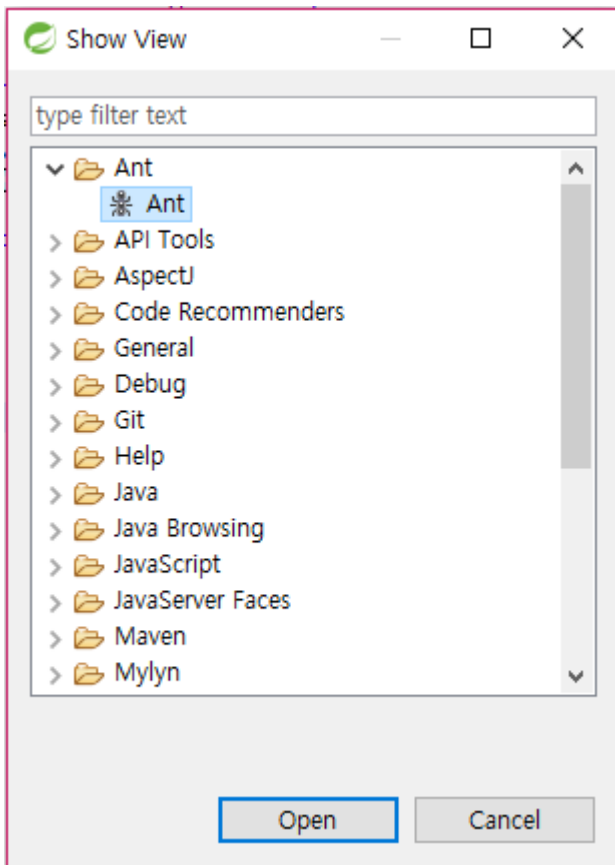 Show View
type filter text
Ant
Ant
API Tools
AspectJ
Code Recommenders
General
Debug
Git
Help
Java
Java Browsing
JavaScript
JavaServer Faces
Maven
Mylyn
Open Cancel